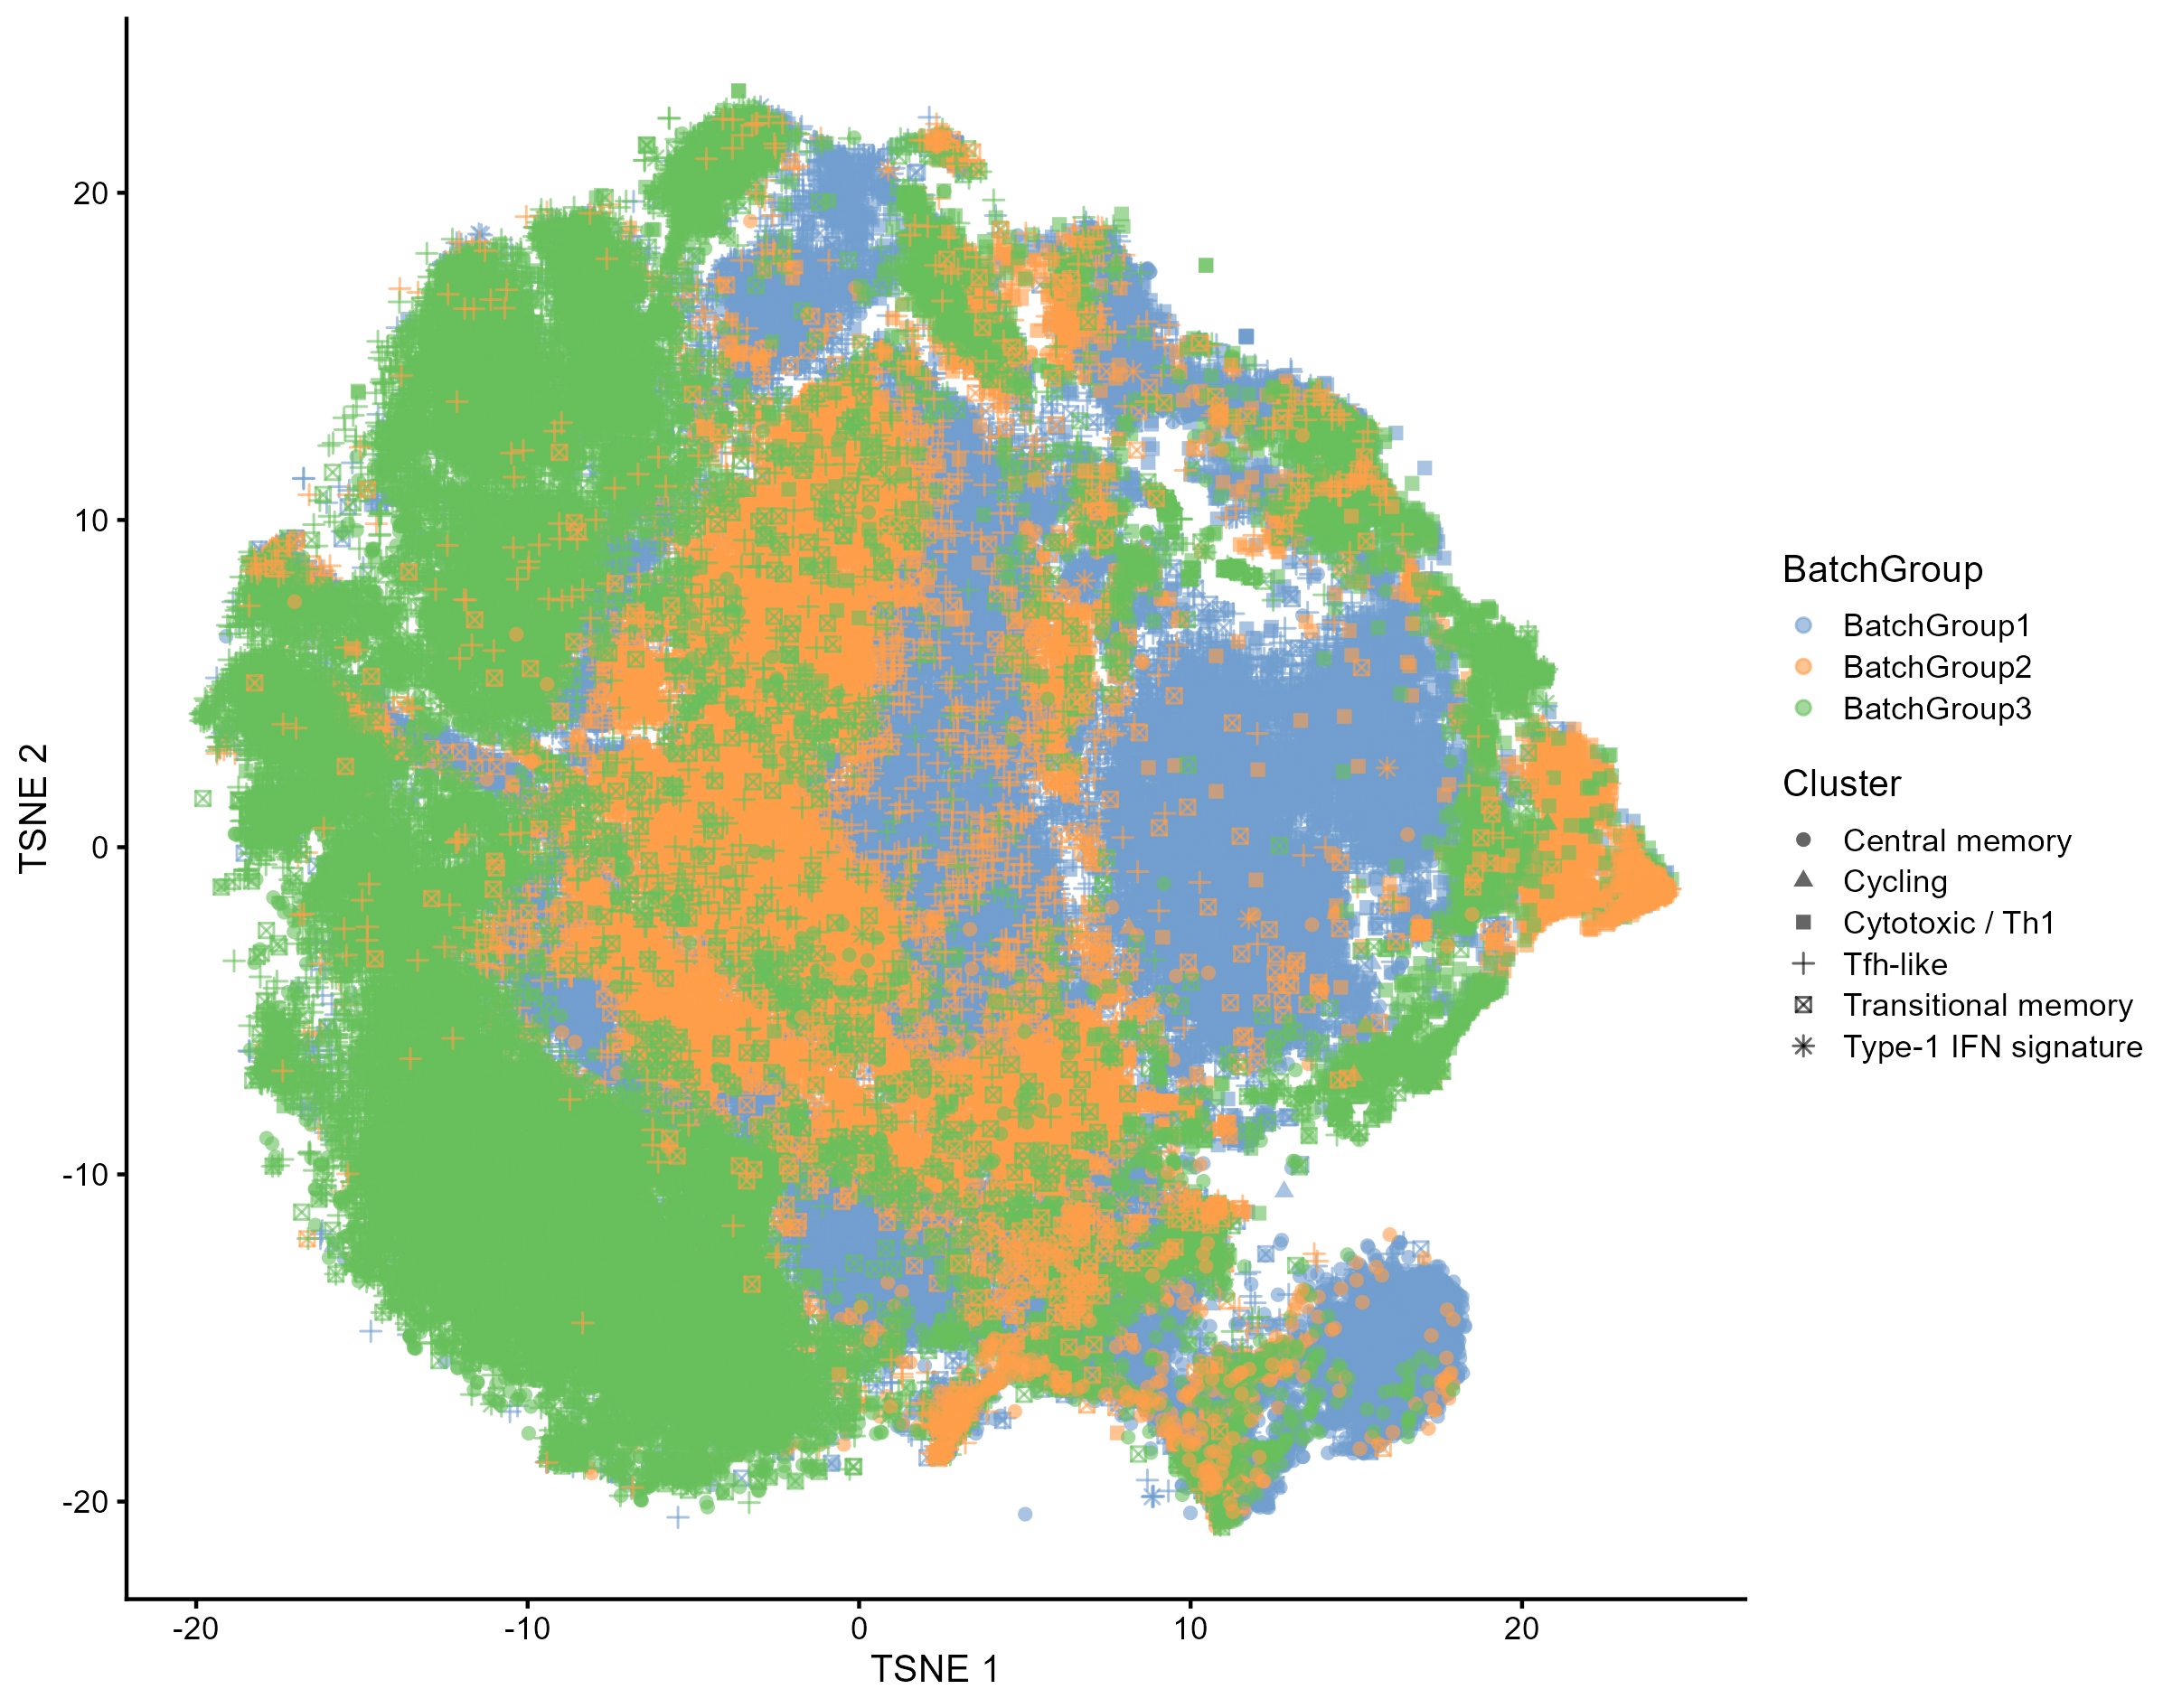 20
10
0
-10
-20
TSNE 2
-20
-10
0
10
20
TSNE 1
BatchGroup
BatchGroup1
BatchGroup2
BatchGroup3
Cluster
Central memory
Cycling
Cytotoxic / Th1
Tfh-like
Transitional memory
Type-1 IFN signature